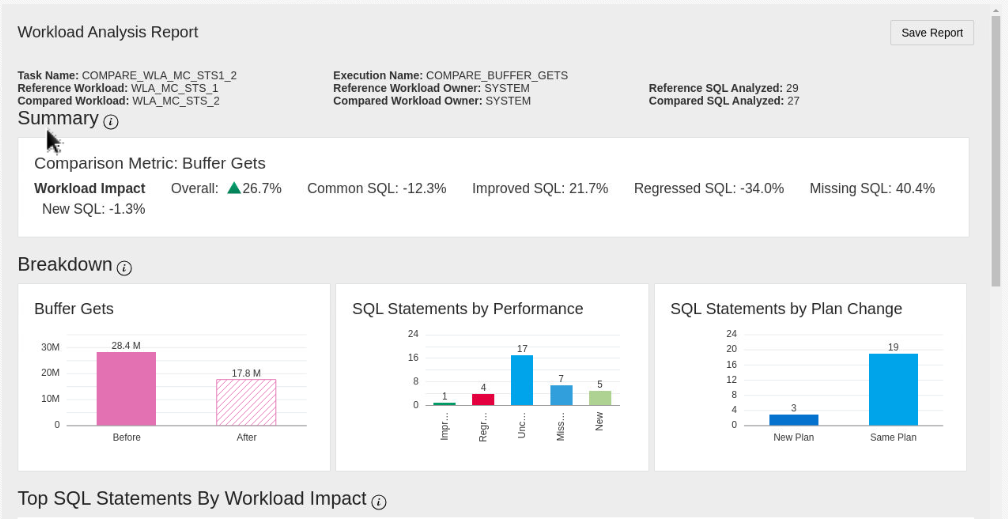 Workload Analysis Report
Save Report
Task Name: COMPARE_WLA_MC_STS1_2
Reference Workload: WLA_MC_STS_1
Compared Workload: WLA_MC_STS_2
Execution Name: COMPARE_BUFFER_GETS
Reference Workload Owner: SYSTEM
Compared Workload Owner: SYSTEM
Reference SQL Analyzed: 29
Compared SQL Analyzed: 27
Summary
Comparison Metric: Buffer Gets
Workload Impact Overall: 26.7% Common SQL: -12.3% Improved SQL: 21.7% Regressed SQL: -34.0% Missing SQL: 40.4%
New SQL: -1.3%
Breakdown
Buffer Gets
30M
20M
10M
0
28.4 M
17.8 M
Before
After
SQL Statements by Performance
24
16
8
0
1
4
17
7
5
Impr...
Regr...
Unc...
Miss...
New
SQL Statements by Plan Change
24
20
16
12
8
4
0
3
19
New Plan
Same Plan
Top SQL Statements By Workload Impact